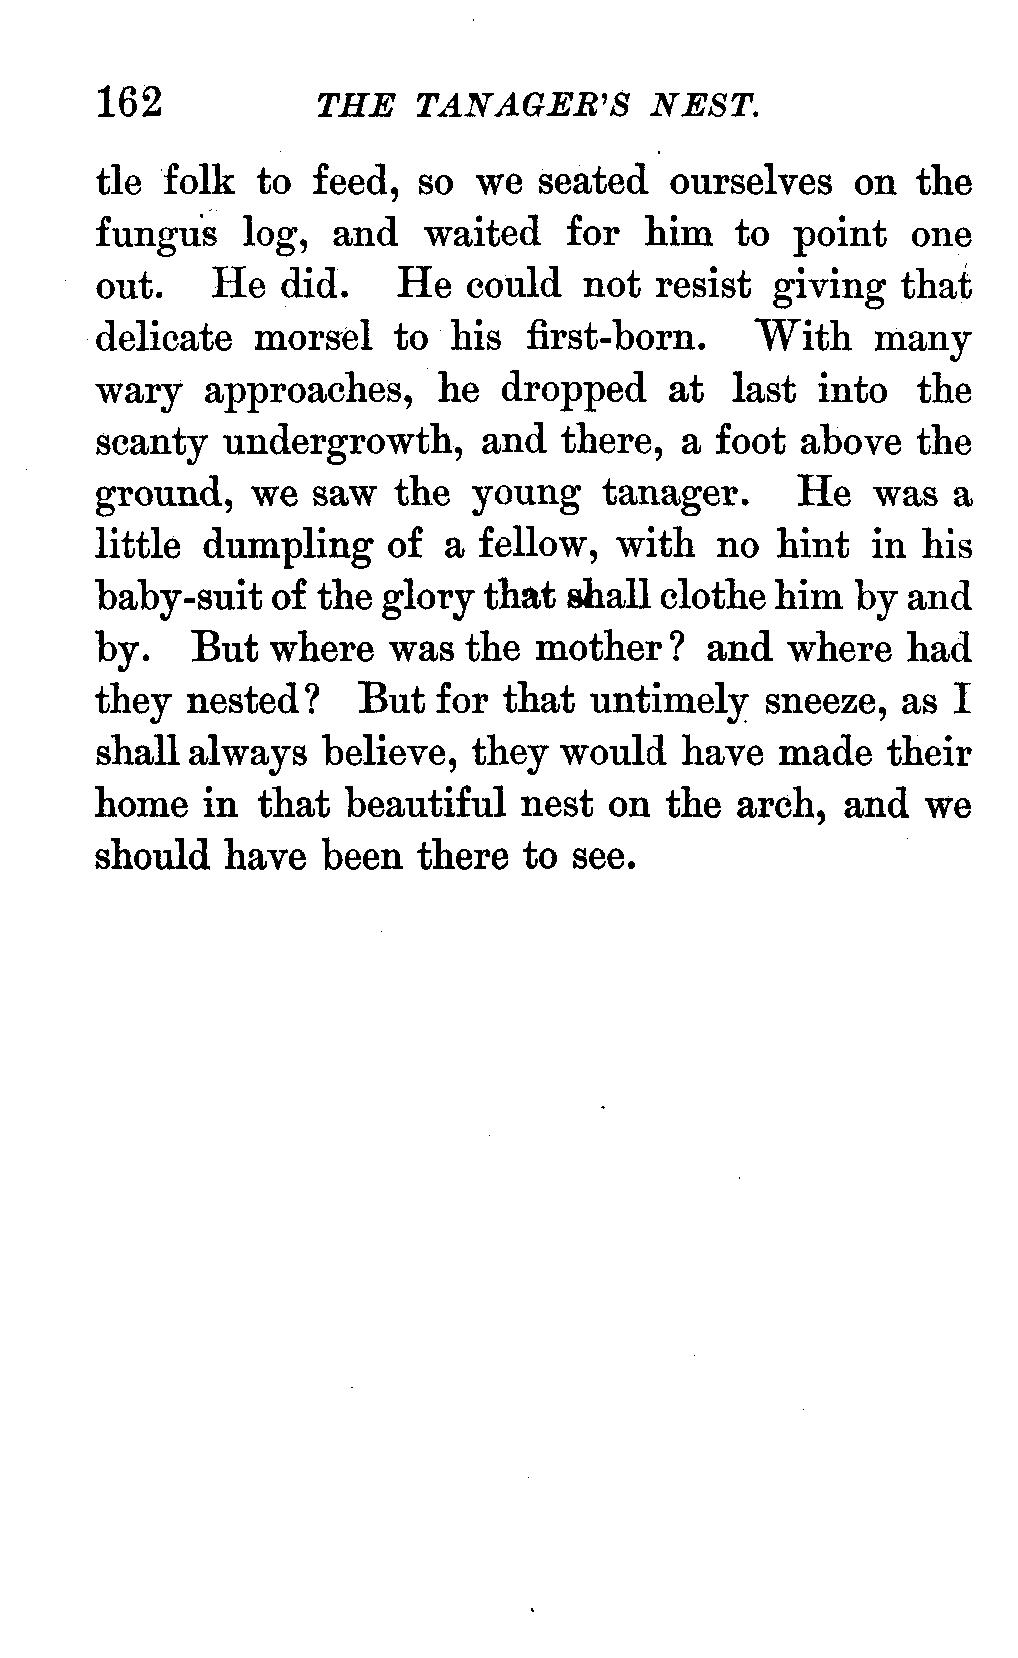 162 THE TANAGER'S NEST.
tle folk to feed, so we seated ourselves on the
fungus log, and waited for him to point one
out. He did. He could not resist giving that
delicate morsel to his first-born. With many
wary approaches, he dropped at last into the
scanty undergrowth, and there, a foot above the
ground, we saw the young tanager. He was a
little dumpling of a fellow, with no hint in his
baby-suit of the glory that shall clothe him by and
by. But where was the mother? and where had
they nested? But for that untimely sneeze, as I
shall always believe, they would have made their
home in that beautiful nest on the arch, and we
should have been there to see.